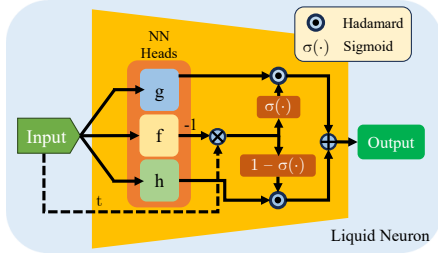 NN
Heads
Hadamard
σ(·) Sigmoid
g
σ(·)
Input
f
-1
Output
1 − σ(·)
h
t
Liquid Neuron